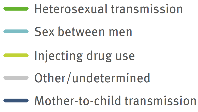 Heterosexual transmission
Sex between men
Injecting drug use
Other/undetermined
Mother-to-child transmission